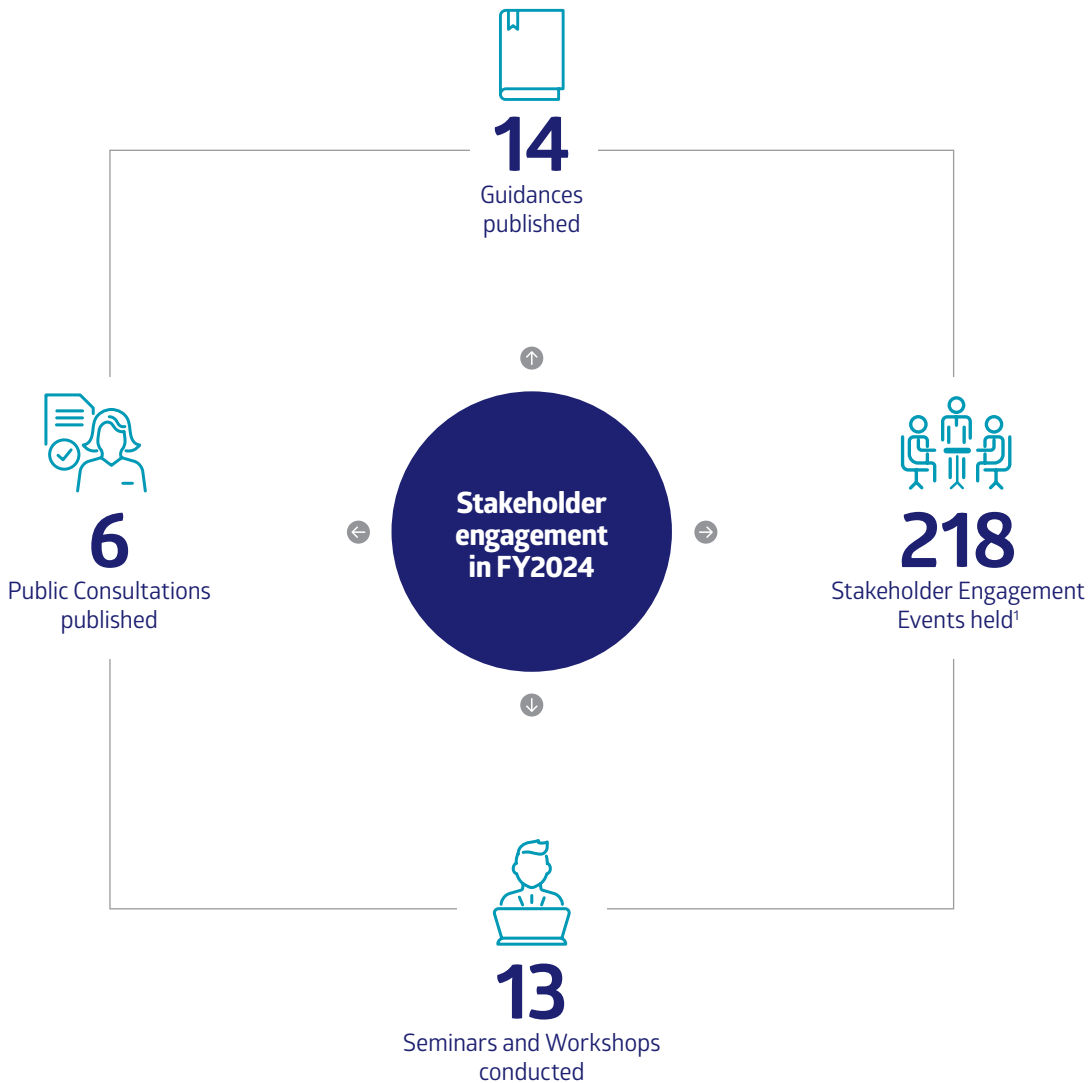 14
Guidances
published
6
Public Consultations
published
Stakeholder
engagement
in FY2024
218
Stakeholder Engagement
Events held¹
13
Seminars and Workshops
conducted